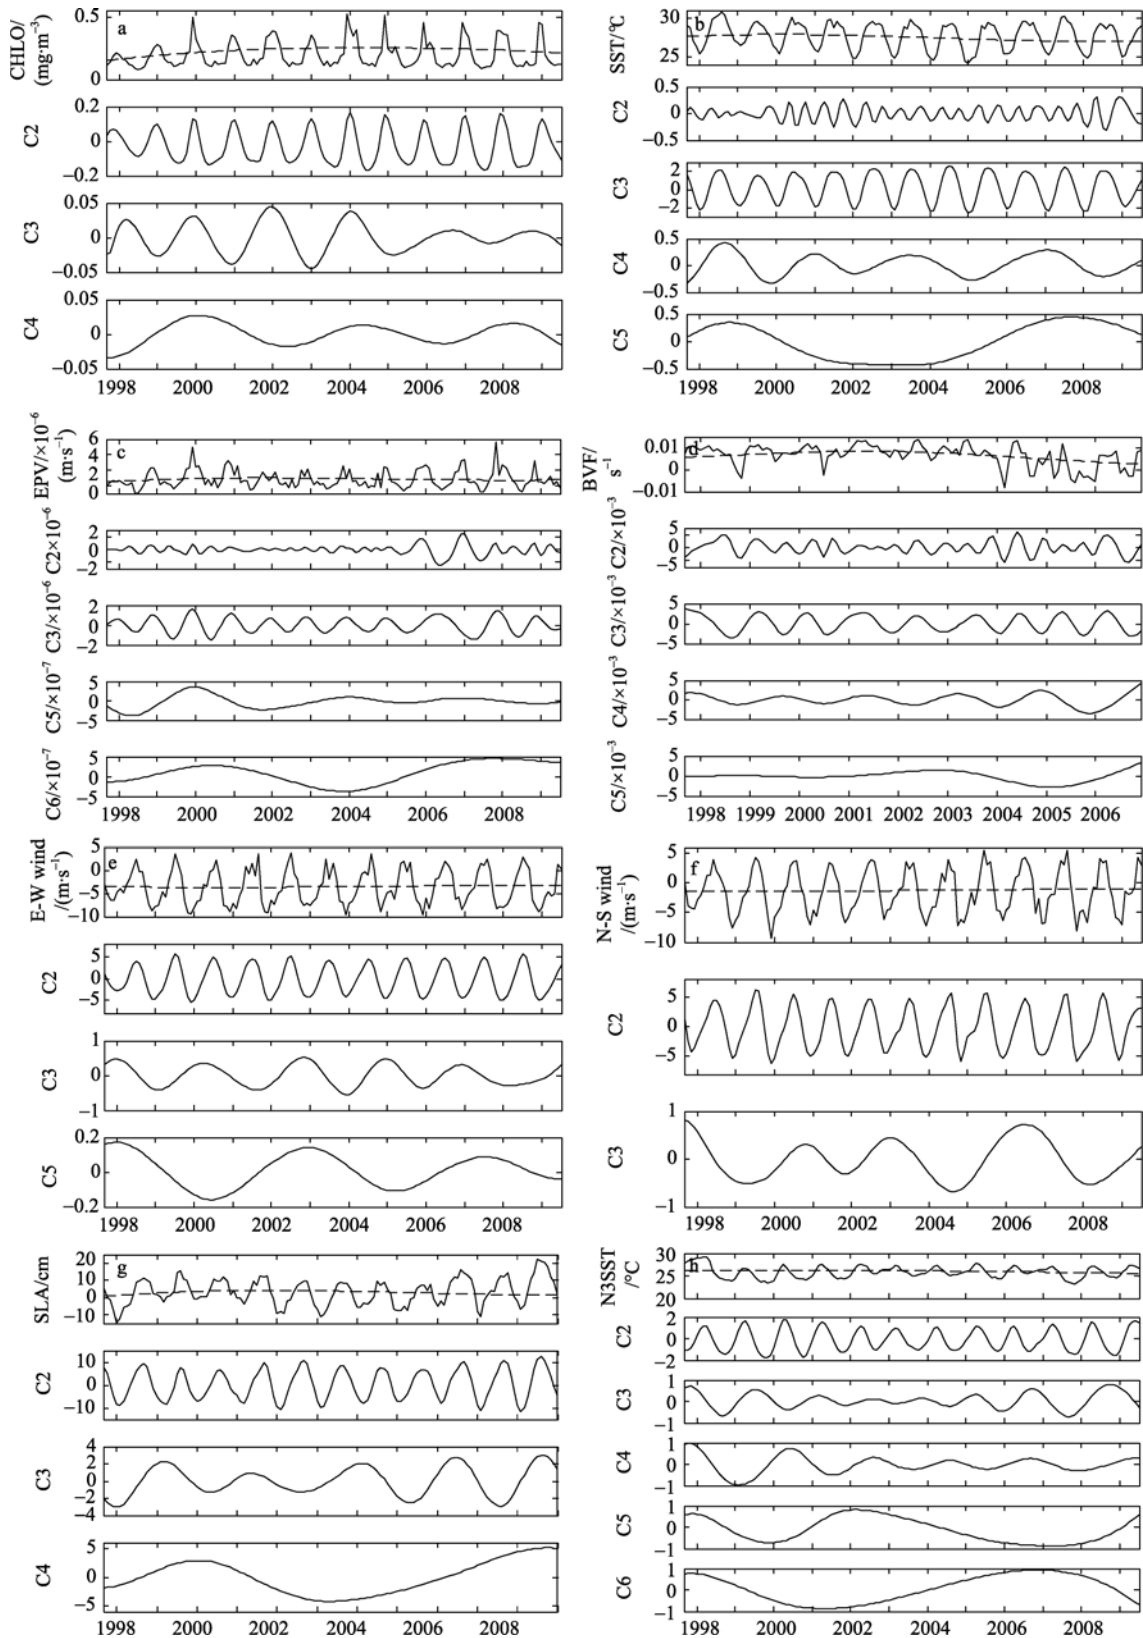 CHLO/
(mg·m⁻³)
a
0.5
0
C2
0.2
0
−0.2
C3
0.05
0
−0.05
C4
0.05
0
−0.05
1998 2000 2002 2004 2006 2008
SST/℃
b
30
25
C2
0.5
0
−0.5
C3
2
0
−2
C4
0.5
0
−0.5
C5
0.5
0
−0.5
1998 2000 2002 2004 2006 2008
EPV/×10⁻⁶
(m·s⁻¹)
c
6
4
2
0
C2×10⁻⁶
2
0
−2
C3/×10⁻⁶
2
0
−2
C5/×10⁻⁷
5
0
−5
C6/×10⁻⁷
5
0
−5
1998 2000 2002 2004 2006 2008
BVF/
s⁻¹
d
0.01
0
−0.01
C2/×10⁻³
5
0
−5
C3/×10⁻³
5
0
−5
C4/×10⁻³
5
0
−5
C5/×10⁻³
5
0
−5
1998 1999 2000 2001 2002 2003 2004 2005 2006
E-W wind
/(m·s⁻¹)
e
5
0
−5
−10
C2
5
0
−5
C3
1
0
−1
C5
0.2
0
−0.2
1998 2000 2002 2004 2006 2008
N-S wind
/(m·s⁻¹)
f
5
0
−5
−10
C2
5
0
−5
C3
1
0
−1
1998 2000 2002 2004 2006 2008
SLA/cm
g
20
10
0
−10
C2
10
0
−10
C3
4
2
0
−2
−4
C4
5
0
−5
1998 2000 2002 2004 2006 2008
N3SST
/°C
h
30
25
20
C2
2
0
−2
C3
1
0
−1
C4
1
0
−1
C5
1
0
−1
C6
1
0
−1
1998 2000 2002 2004 2006 2008